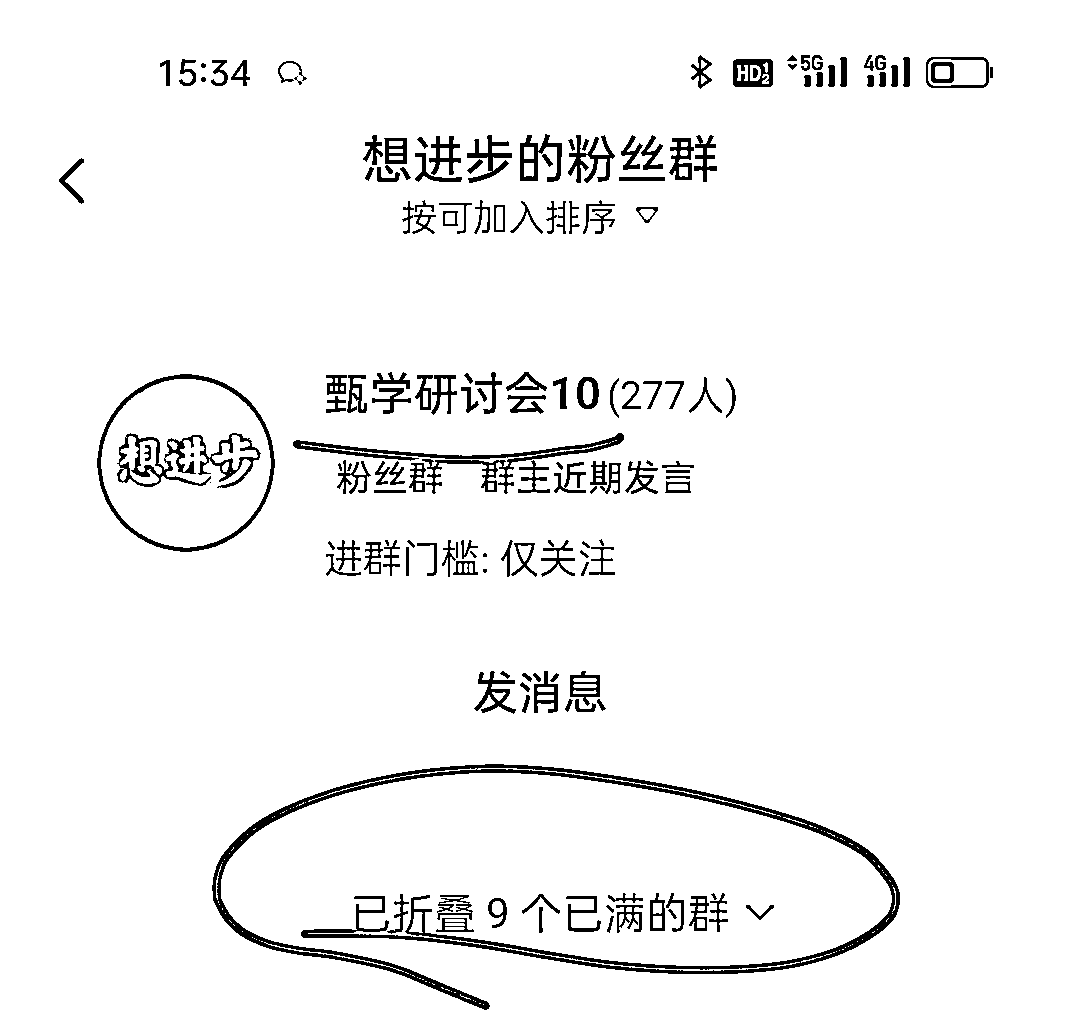 15:34 HD 1 2 5G 4G
想进步的粉丝群
按可加入排序
甄学研讨会10(277人)
想进步
粉丝群 群主近期发言
进群门槛: 仅关注
发消息
已折叠 9 个已满的群